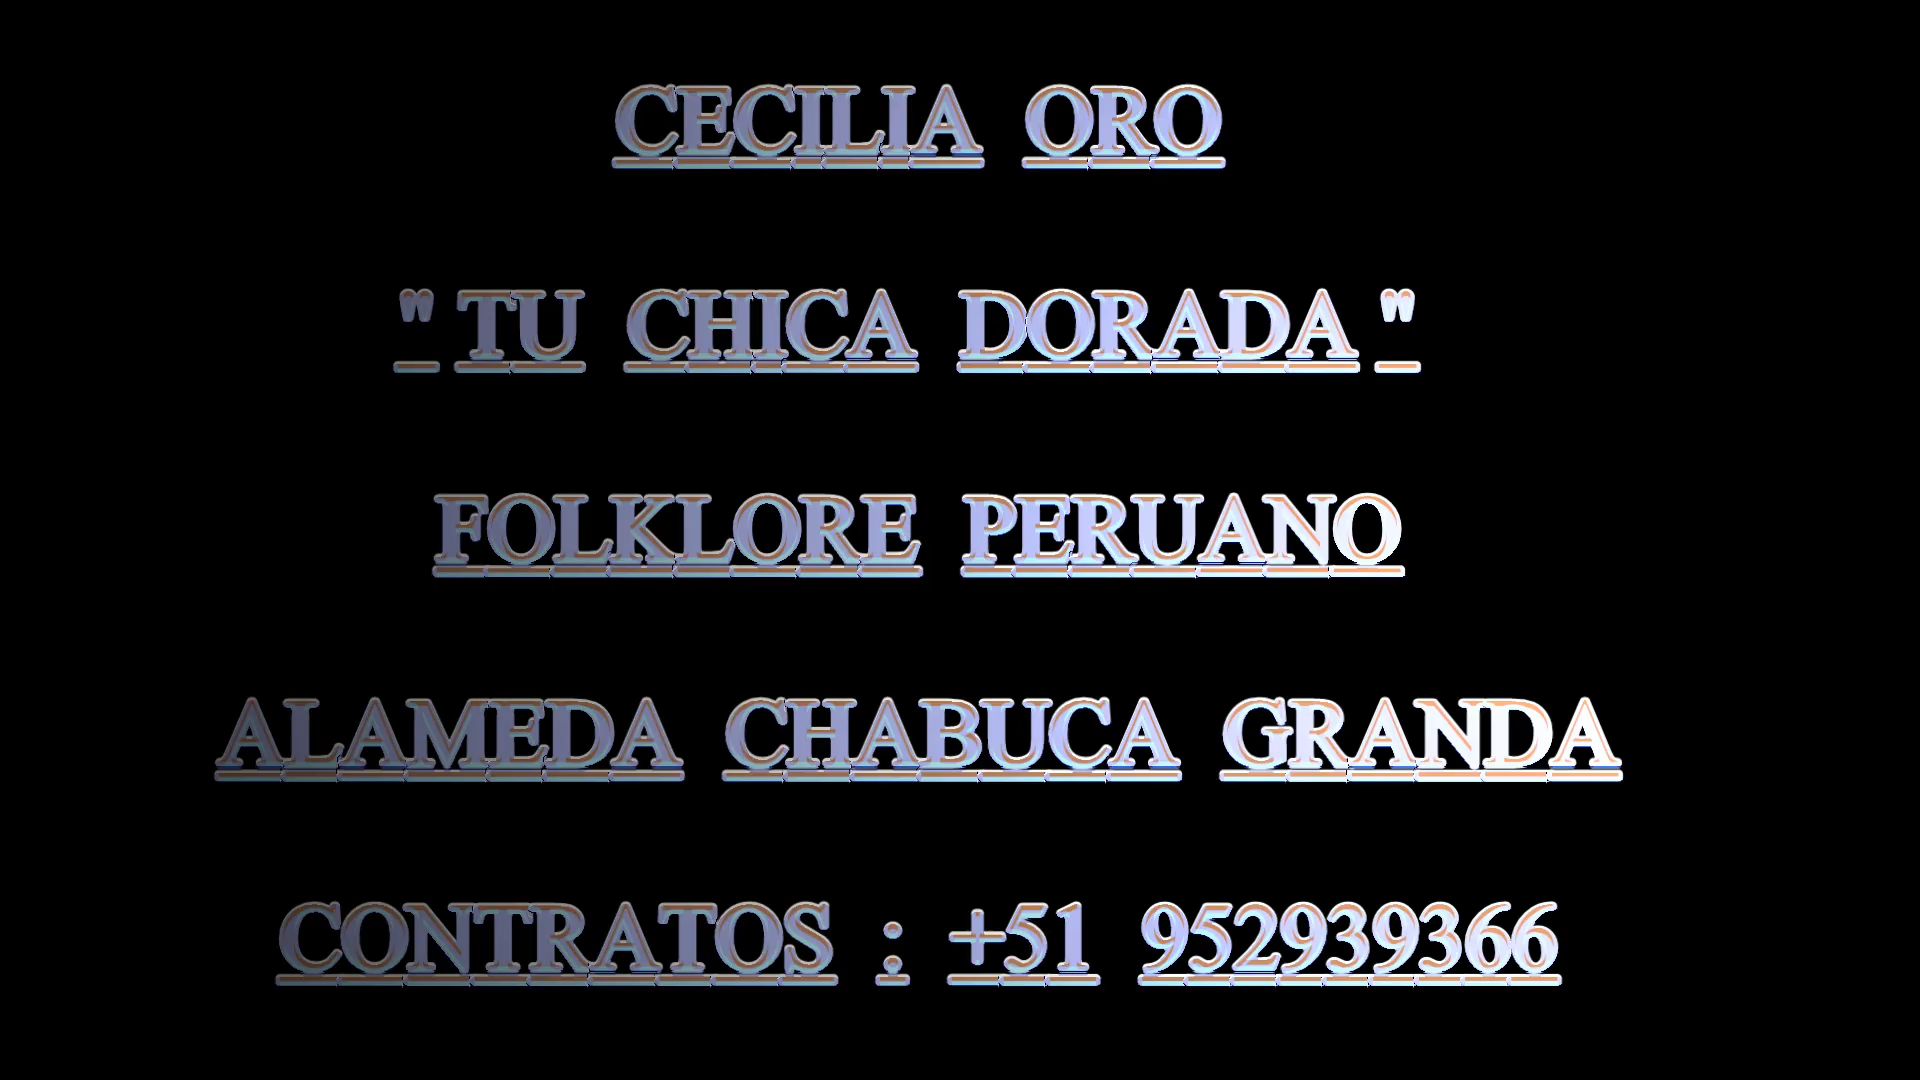 CECILIA ORO
" TU CHICA DORADA "
FOLKLORE PERUANO
ALAMEDA CHABUCA GRANDA
CONTRATOS : +51 952939366